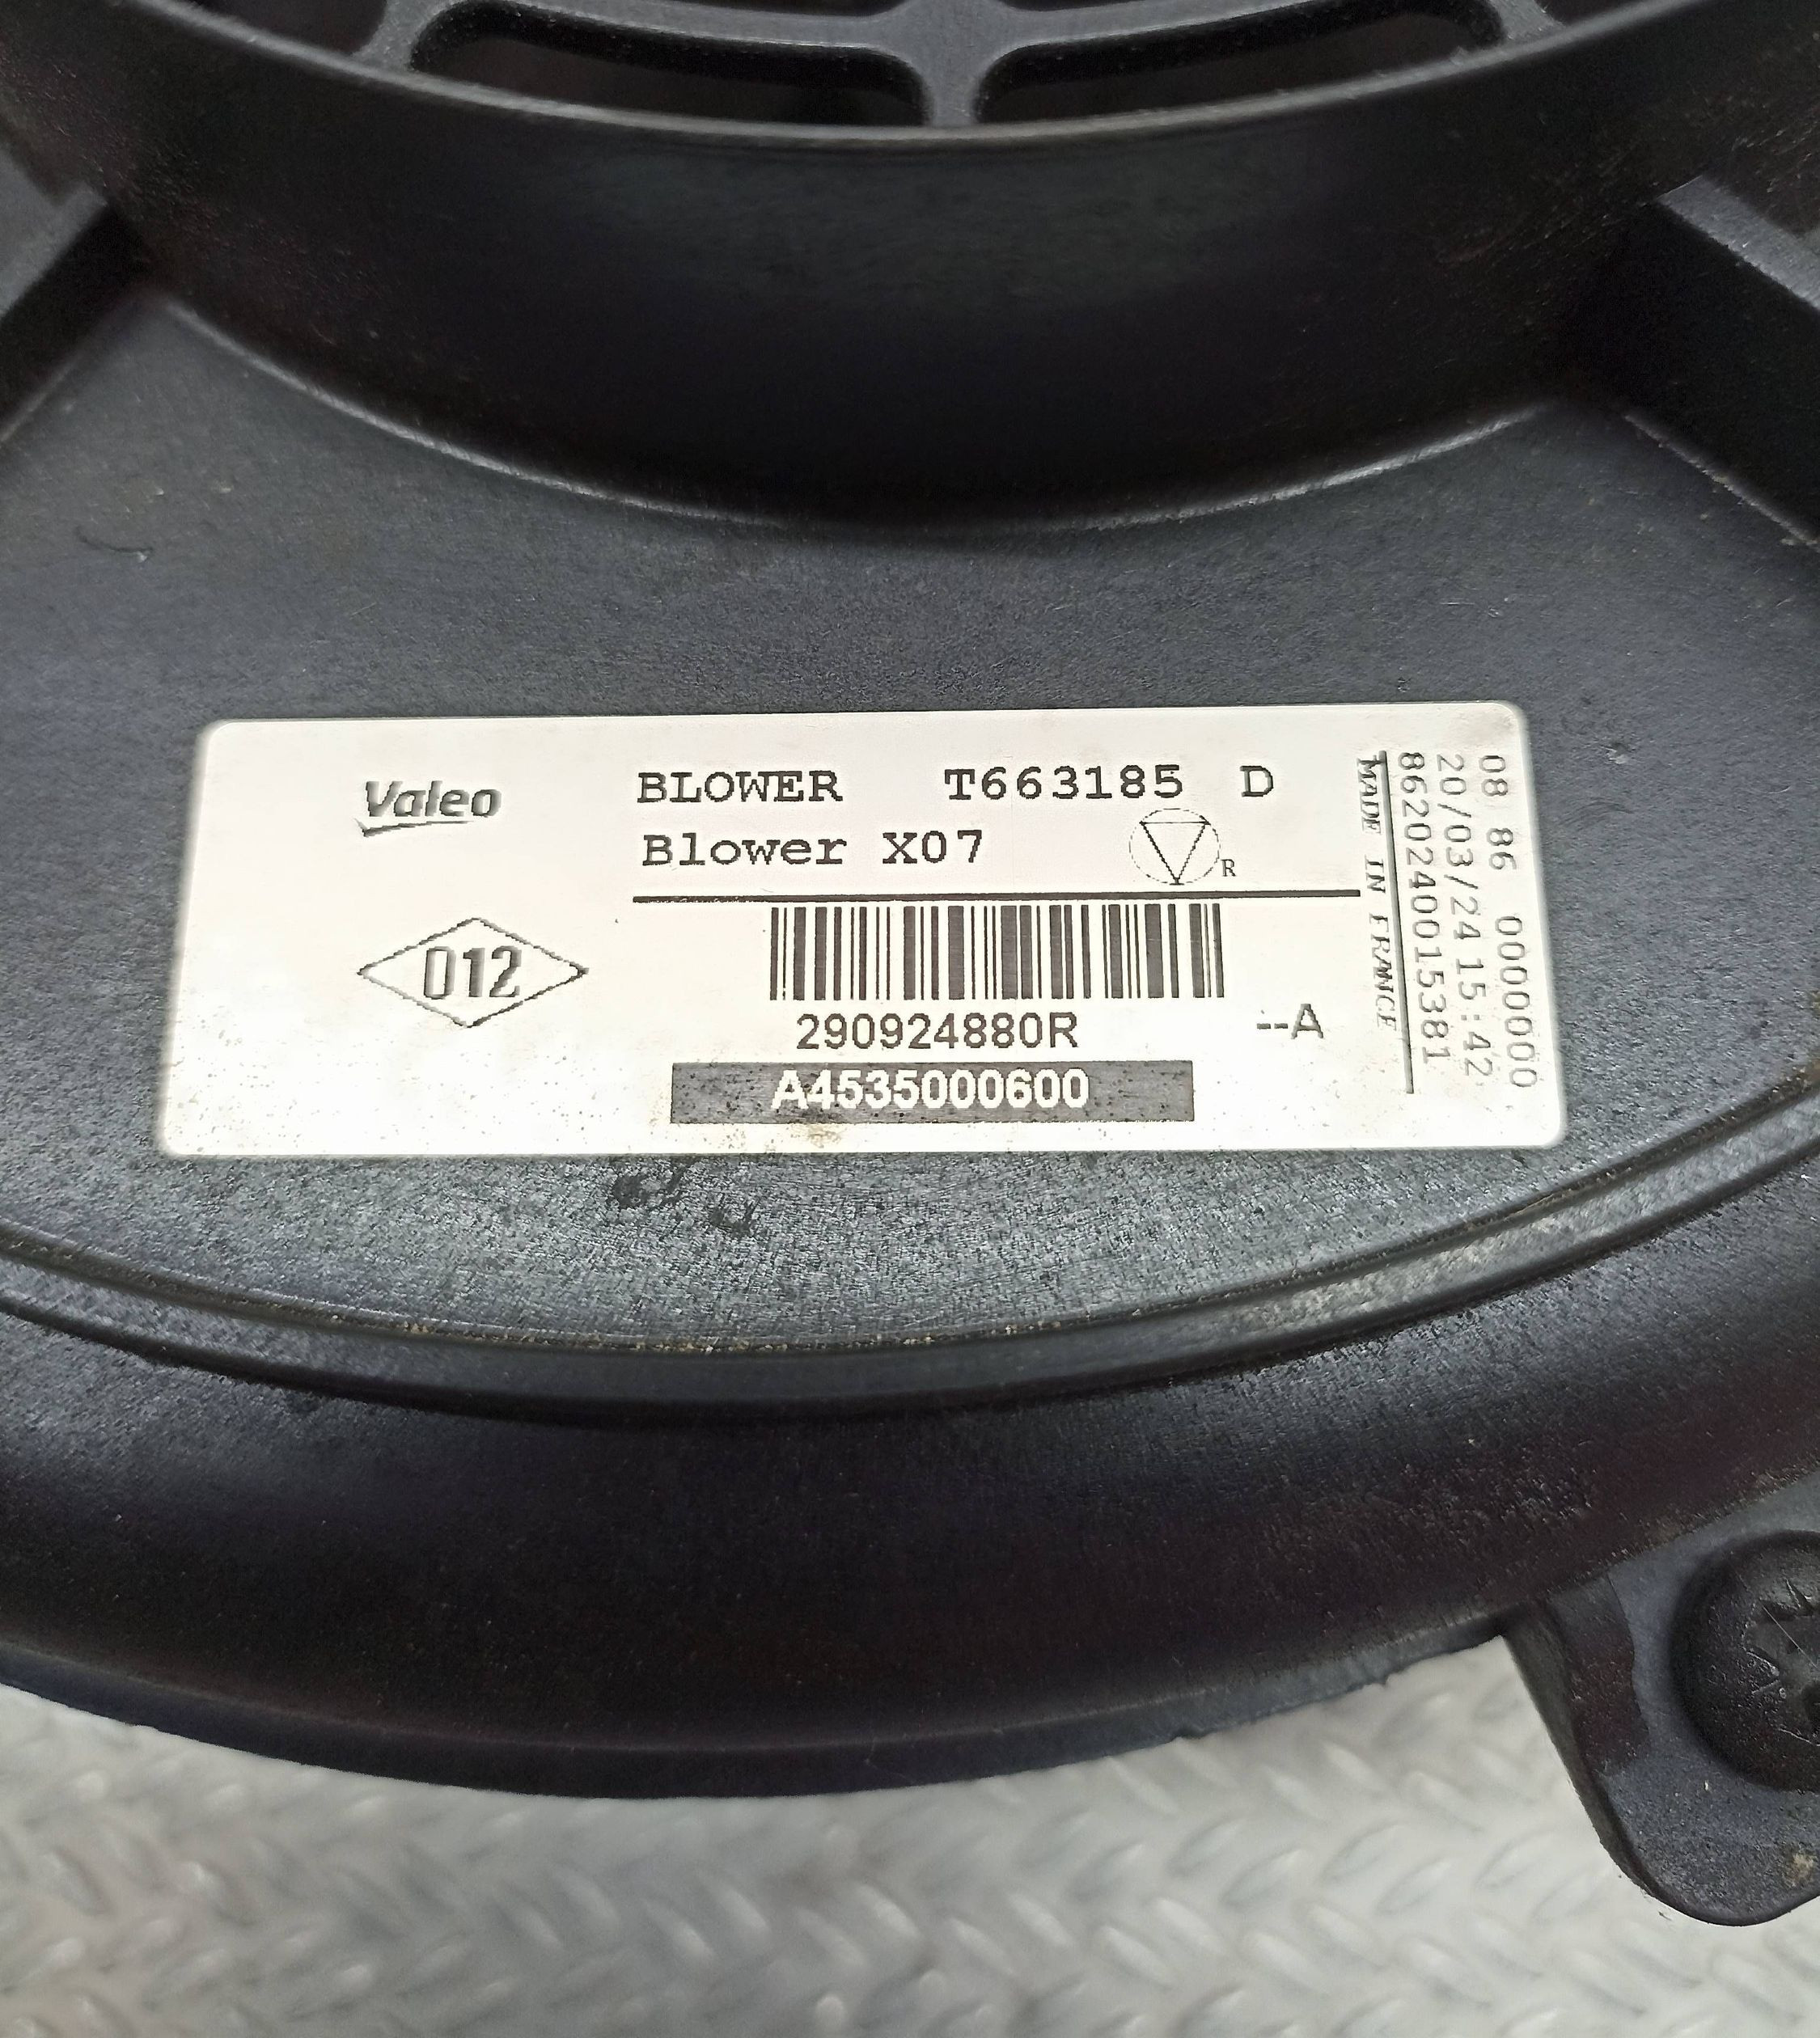 Valeo
BLOWER T663185 D
Blower X07
R
012
290924880R
--A
A4535000600
MADE IN FRANCE
8620240015381
20/03/24 15:42
08 86 0000000